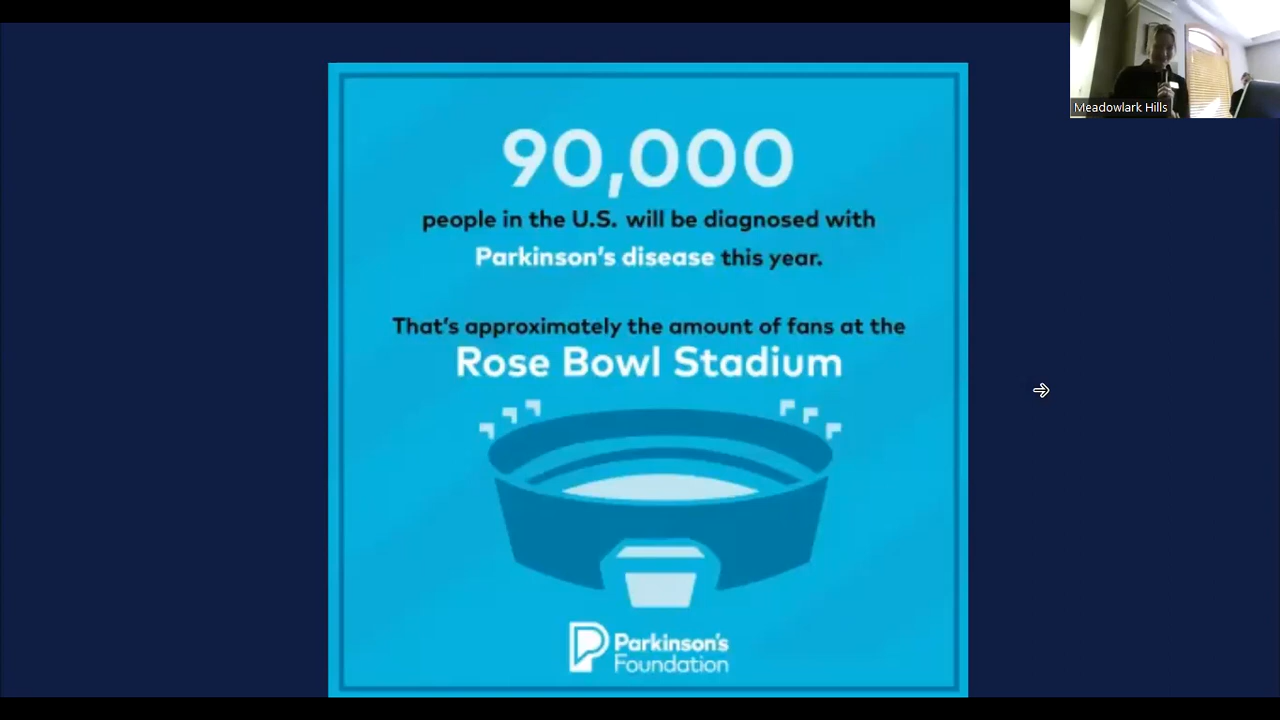 90,000
people in the U.S. will be diagnosed with
Parkinson's disease this year.
That's approximately the amount of fans at the
Rose Bowl Stadium
Parkinson's
Foundation
Meadowlark Hills